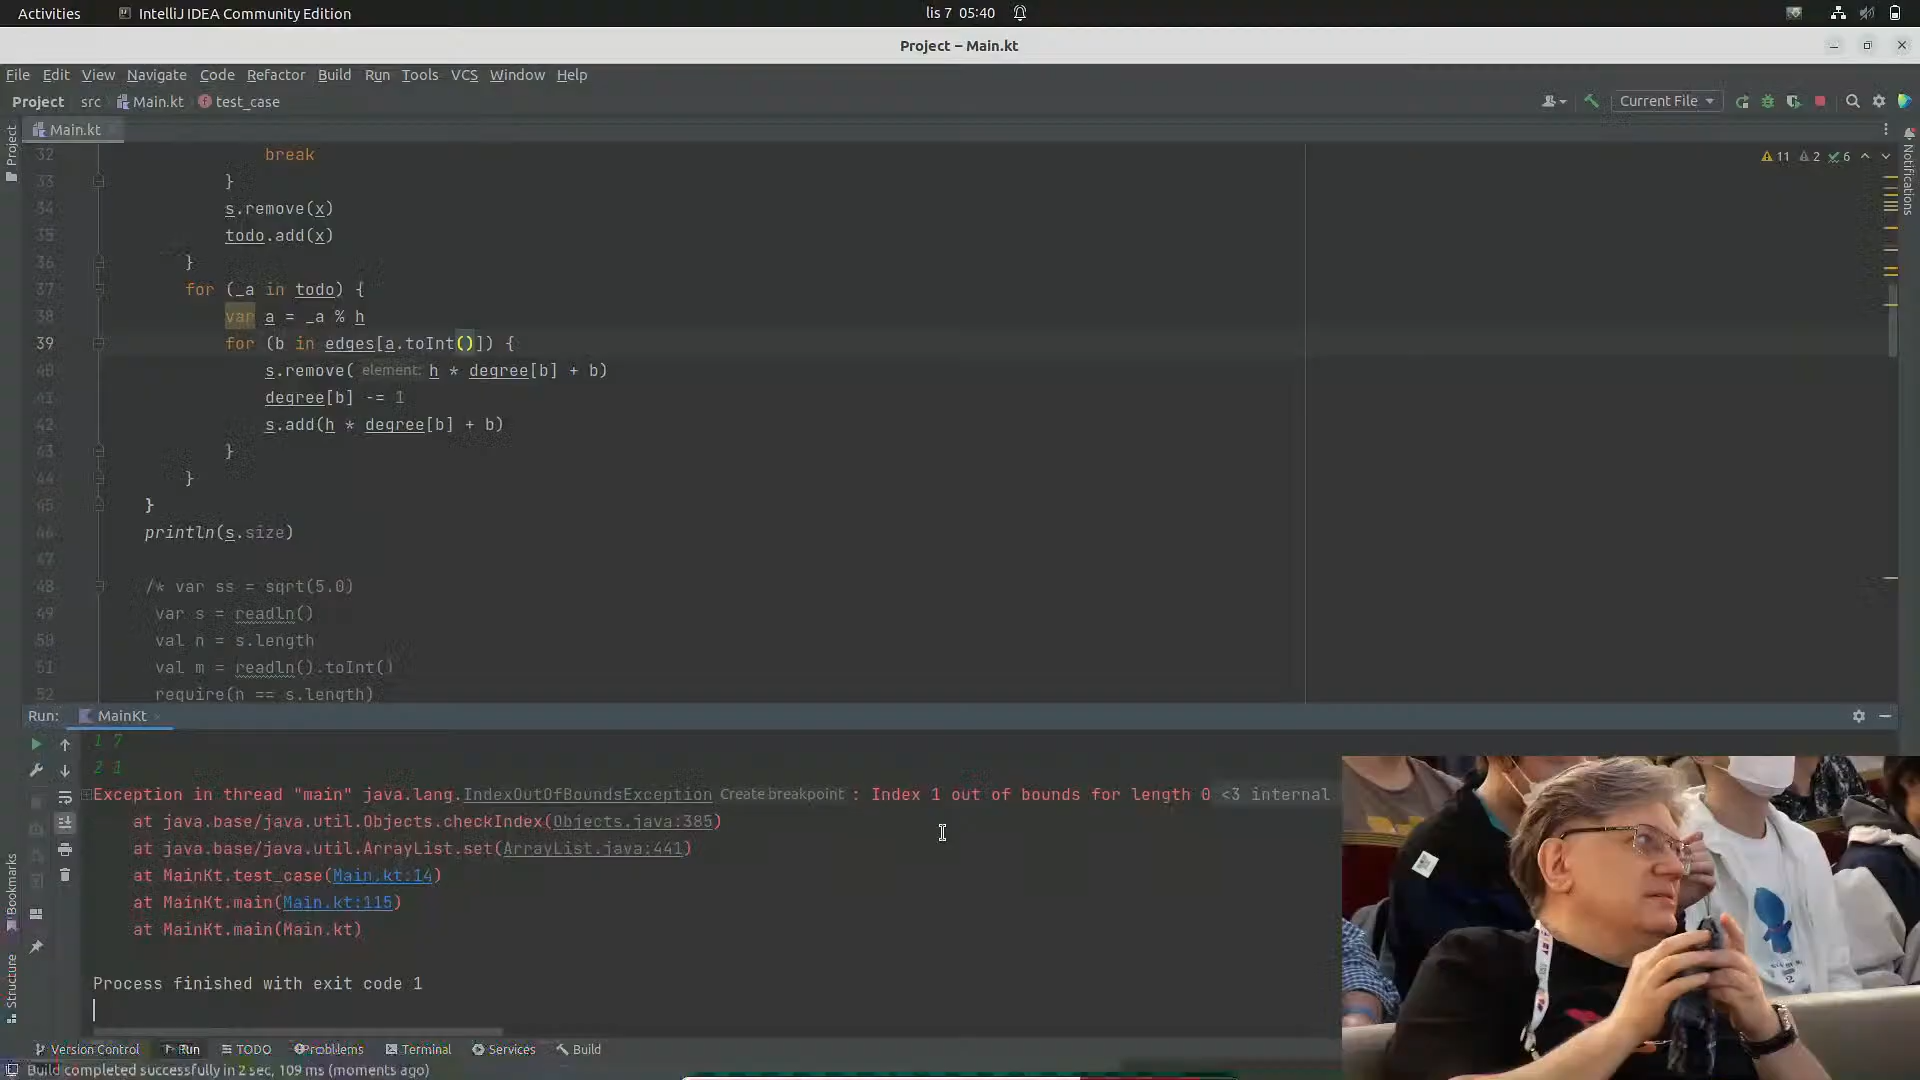 Activities IntelliJ IDEA Community Edition lis 7 05:40
Project – Main.kt
File Edit View Navigate Code Refactor Build Run Tools VCS Window Help
Project src Main.kt test_case Current File
Main.kt
Project
Notifications
11 2 6
32 break
33 }
34 s.remove(x)
35 todo.add(x)
36 }
37 for (_a in todo) {
38 var a = _a % h
39 for (b in edges[a.toInt()]) {
40 s.remove( element: h * degree[b] + b)
41 degree[b] -= 1
42 s.add(h * degree[b] + b)
43 }
44 }
45 }
46 println(s.size)
47
48 /* var ss = sqrt(5.0)
49 var s = readln()
50 val n = s.length
51 val m = readln().toInt()
52 require(n == s.length)
Run: MainKt
1 7
2 1
Exception in thread "main" java.lang.IndexOutOfBoundsException Create breakpoint : Index 1 out of bounds for length 0 <3 internal
at java.base/java.util.Objects.checkIndex(Objects.java:385)
at java.base/java.util.ArrayList.set(ArrayList.java:441)
at MainKt.test_case(Main.kt:14)
at MainKt.main(Main.kt:115)
at MainKt.main(Main.kt)
Process finished with exit code 1
Bookmarks
Structure
Version Control Run TODO Problems Terminal Services Build
Build completed successfully in 2 sec, 109 ms (moments ago)